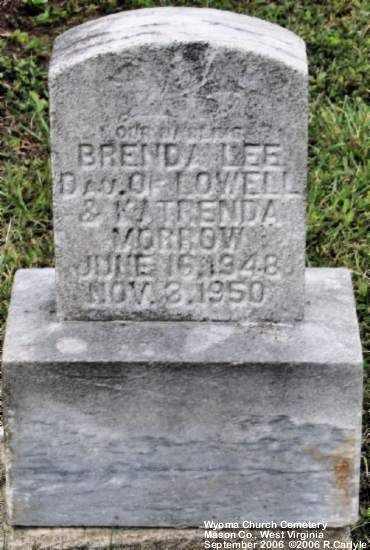 OUR DARLING
BRENDA LEE
DAU. OF LOWELL
& KATRENDA
MORROW
JUNE 16, 1948
NOV. 3, 1950
Wyoma Church Cemetery
Mason Co., West Virginia
September 2006 ©2006 R.Carlyle